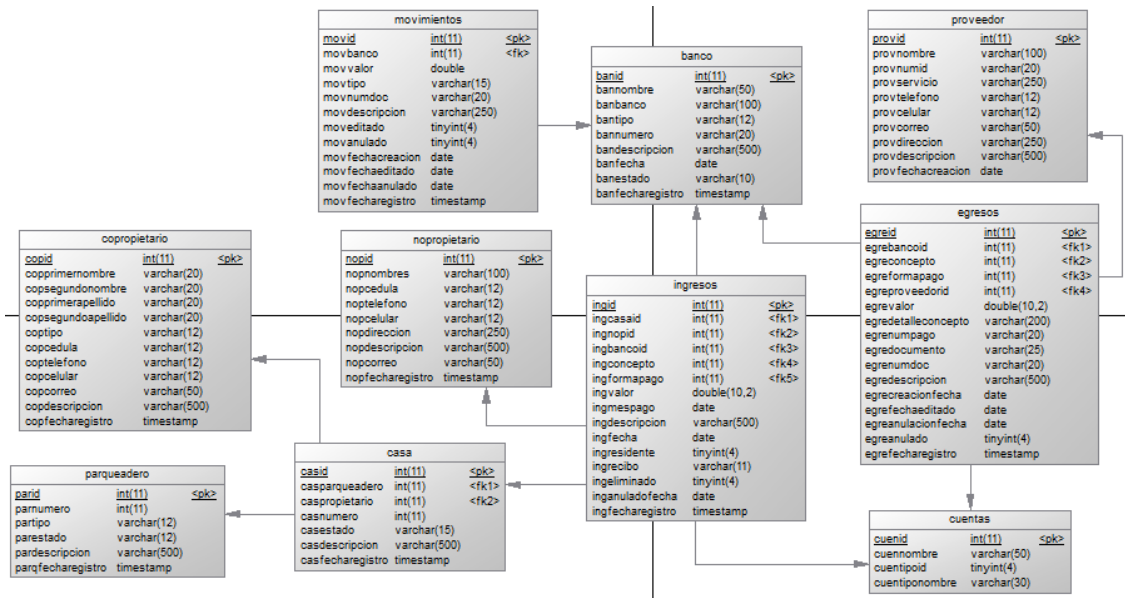 movimientos
movid int(11) <pk>
movbanco int(11) <fk>
movvalor double
movtipo varchar(15)
movnumdoc varchar(20)
movdescripcion varchar(250)
moveditado tinyint(4)
movanulado tinyint(4)
movfechacreacion date
movfechaeditado date
movfechaanulado date
movfecharegistro timestamp
banco
banid int(11) <pk>
bannombre varchar(50)
banbanco varchar(100)
bantipo varchar(12)
bannumero varchar(20)
bandescripcion varchar(500)
banfecha date
banestado varchar(10)
banfecharegistro timestamp
proveedor
provid int(11) <pk>
provnombre varchar(100)
provnumid varchar(20)
provservicio varchar(250)
provtelefono varchar(12)
provcelular varchar(12)
provcorreo varchar(50)
provdireccion varchar(250)
provdescripcion varchar(500)
provfechacreacion date
copropietario
copid int(11) <pk>
copprimernombre varchar(20)
copsegundonombre varchar(20)
copprimerapellido varchar(20)
copsegundoapellido varchar(20)
coptipo varchar(12)
copcedula varchar(12)
coptelefono varchar(12)
copcelular varchar(12)
copcorreo varchar(50)
copdescripcion varchar(500)
copfecharegistro timestamp
nopropietario
nopid int(11) <pk>
nopnombres varchar(100)
nopcedula varchar(12)
noptelefono varchar(12)
nopcelular varchar(12)
nopdireccion varchar(250)
nopdescripcion varchar(500)
nopcorreo varchar(50)
nopfecharegistro timestamp
ingresos
ingid int(11) <pk>
ingcasaid int(11) <fk1>
ingnopid int(11) <fk2>
ingbancoid int(11) <fk3>
ingconcepto int(11) <fk4>
ingformapago int(11) <fk5>
ingvalor double(10,2)
ingmespago date
ingdescripcion varchar(500)
ingfecha date
ingresidente tinyint(4)
ingrecibo varchar(11)
ingeliminado tinyint(4)
inganuladofecha date
ingfecharegistro timestamp
egresos
egreid int(11) <pk>
egrebancoid int(11) <fk1>
egreconcepto int(11) <fk2>
egreformapago int(11) <fk3>
egreproveedorid int(11) <fk4>
egrevalor double(10,2)
egredetalleconcepto varchar(200)
egrenumpago varchar(20)
egredocumento varchar(25)
egrenumdoc varchar(20)
egredescripcion varchar(500)
egrecreacionfecha date
egrefechaeditado date
egreanulacionfecha date
egreanulado tinyint(4)
egrefecharegistro timestamp
parqueadero
parid int(11) <pk>
parnumero int(11)
partipo varchar(12)
parestado varchar(12)
pardescripcion varchar(500)
parqfecharegistro timestamp
casa
casid int(11) <pk>
casparqueadero int(11) <fk1>
caspropietario int(11) <fk2>
casnumero int(11)
casestado varchar(15)
casdescripcion varchar(500)
casfecharegistro timestamp
cuentas
cuenid int(11) <pk>
cuennombre varchar(50)
cuentipoid tinyint(4)
cuentiponombre varchar(30)